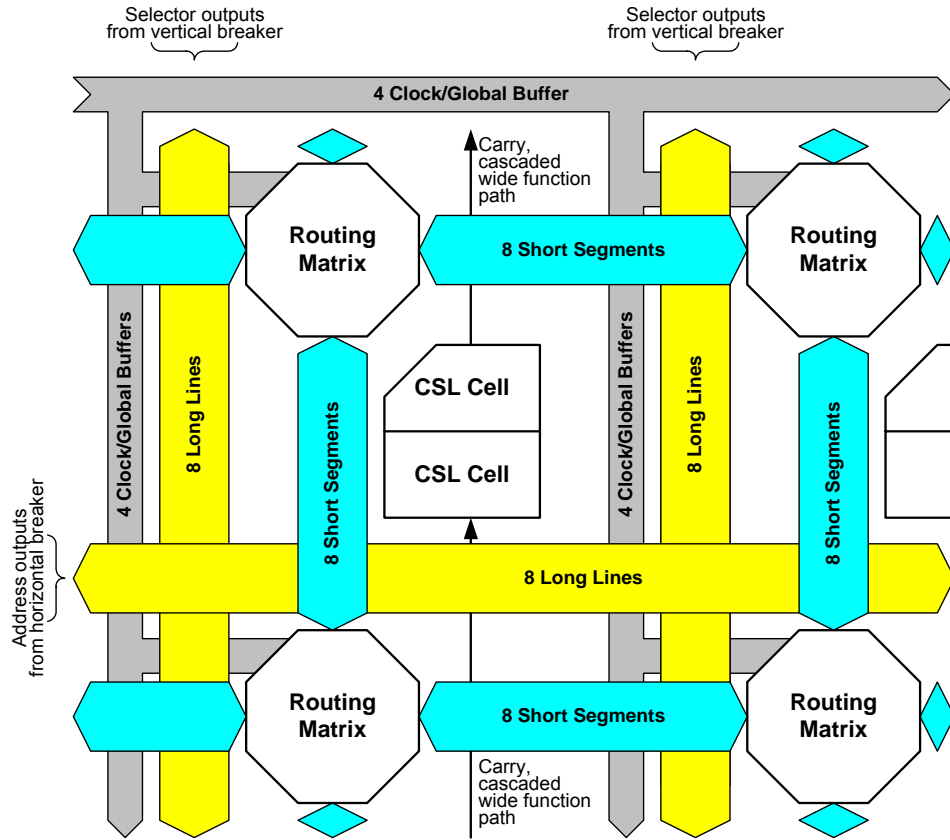 Selector outputs
from vertical breaker
Selector outputs
from vertical breaker
4 Clock/Global Buffer
Carry,
cascaded
wide function
path
Routing
Matrix
8 Short Segments
Routing
Matrix
4 Clock/Global Buffers
8 Long Lines
8 Short Segments
CSL Cell
CSL Cell
4 Clock/Global Buffers
8 Long Lines
8 Short Segments
Address outputs
from horizontal breaker
8 Long Lines
Routing
Matrix
8 Short Segments
Routing
Matrix
Carry,
cascaded
wide function
path